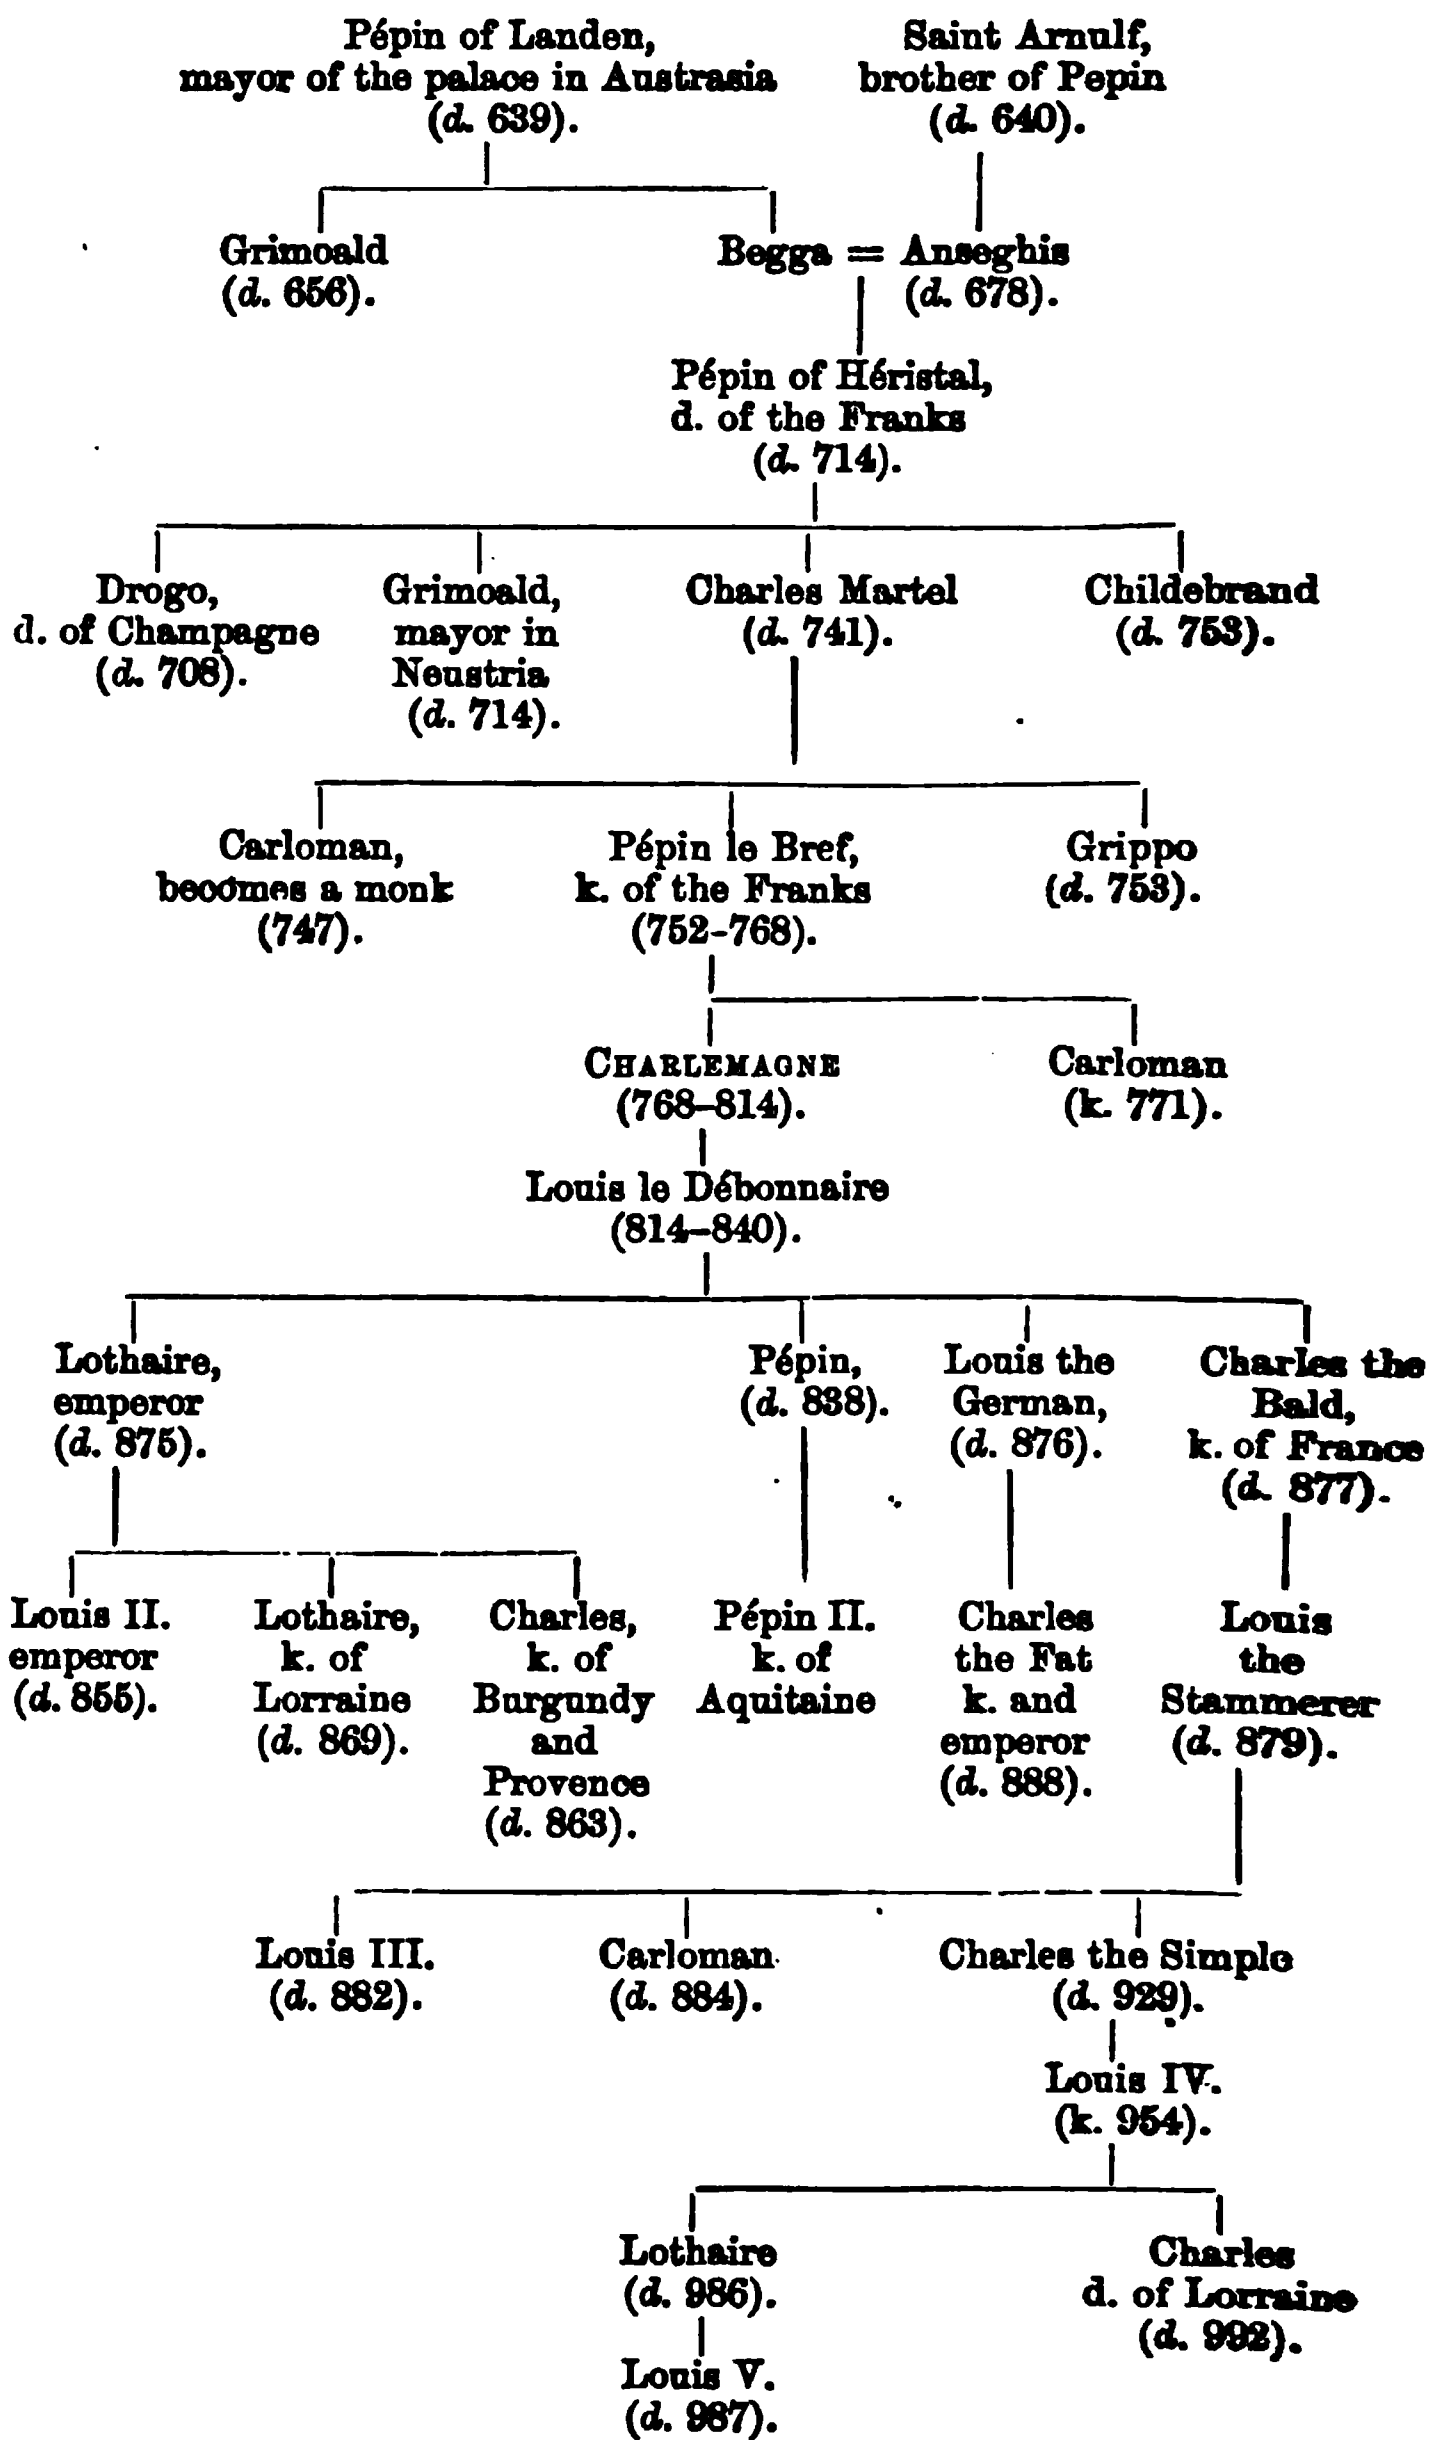 Pépin of Landen,
mayor of the palace in Austrasia
(d. 639).
Saint Arnulf,
brother of Pepin
(d. 640).
Grimoald
(d. 656).
Begga = Anseghis
(d. 678).
Pépin of Héristal,
d. of the Franks
(d. 714).
Drogo,
d. of Champagne
(d. 708).
Grimoald,
mayor in
Neustria
(d. 714).
Charles Martel
(d. 741).
Childebrand
(d. 753).
Carloman,
becomes a monk
(747).
Pépin le Bref,
k. of the Franks
(752-768).
Grippo
(d. 753).
CHARLEMAGNE
(768–814).
Carloman
(k. 771).
Louis le Débonnaire
(814–840).
Lothaire,
emperor
(d. 875).
Pépin,
(d. 838).
Louis the
German,
(d. 876).
Charles the
Bald,
k. of France
(d. 877).
Louis II.
emperor
(d. 855).
Lothaire,
k. of
Lorraine
(d. 869).
Charles,
k. of
Burgundy
and
Provence
(d. 863).
Pépin II.
k. of
Aquitaine
Charles
the Fat
k. and
emperor
(d. 888).
Louis
the
Stammerer
(d. 879).
Louis III.
(d. 882).
Carloman
(d. 884).
Charles the Simple
(d. 929).
Louis IV.
(k. 954).
Lothaire
(d. 986).
Charles
d. of Lorraine
(d. 992).
Louis V.
(d. 987).